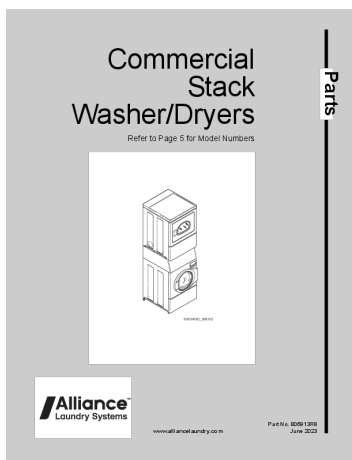 Commercial
Stack
Washer/Dryers
Refer to Page 5 for Model Numbers
Parts
Alliance™
Laundry Systems
www.alliancelaundry.com
Part No. 806913R8
June 2023